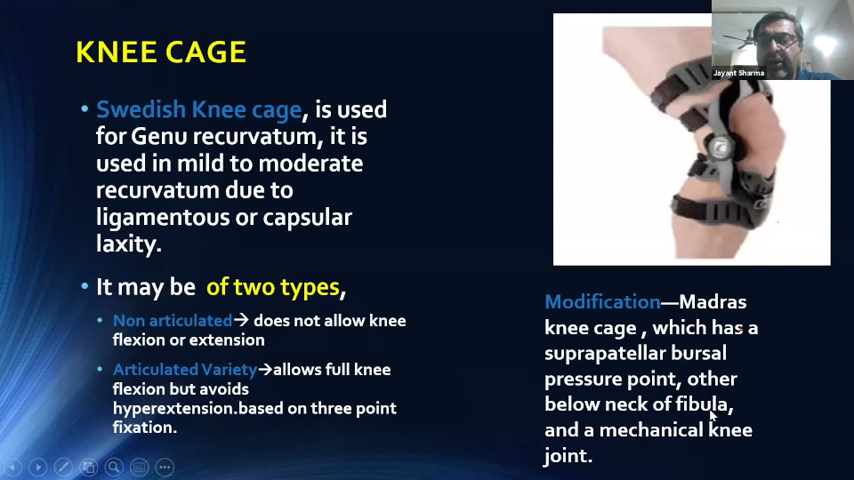 KNEE CAGE
Jayant Sharma
• Swedish Knee cage, is used
for Genu recurvatum, it is
used in mild to moderate
recurvatum due to
ligamentous or capsular
laxity.
• It may be of two types,
• Non articulated→ does not allow knee
flexion or extension
• Articulated Variety→allows full knee
flexion but avoids
hyperextension.based on three point
fixation.
Modification—Madras
knee cage , which has a
suprapatellar bursal
pressure point, other
below neck of fibula,
and a mechanical knee
joint.